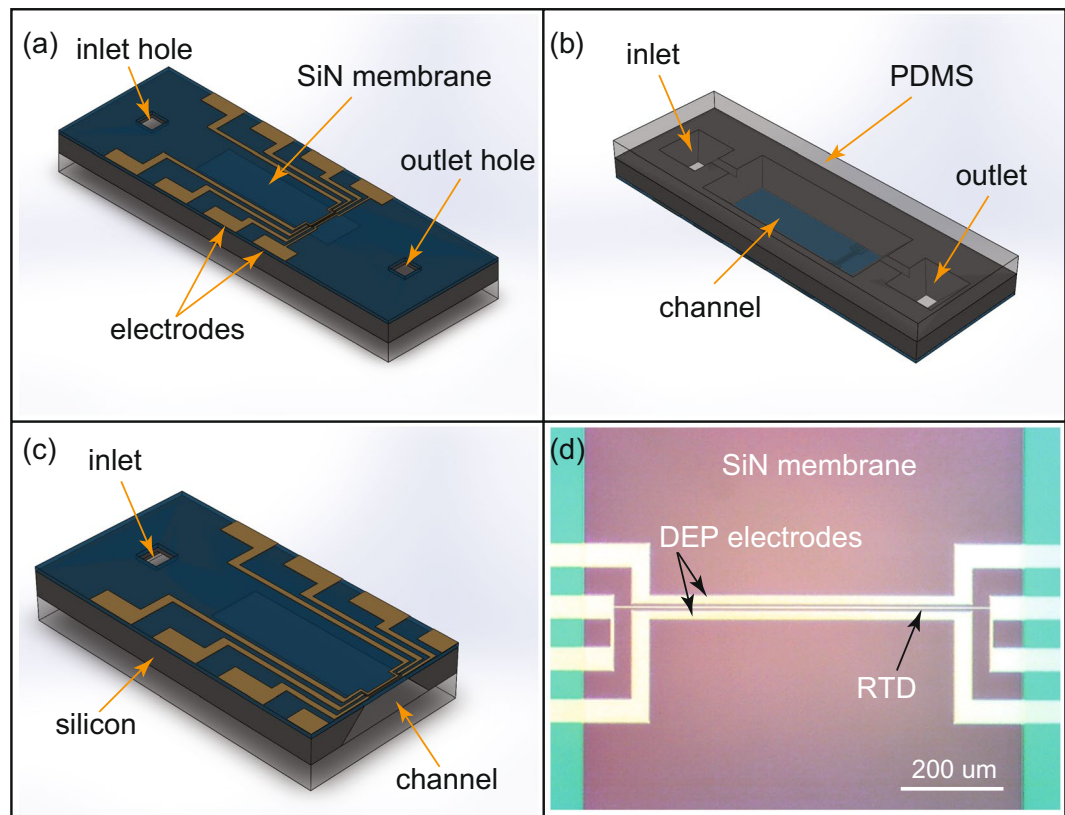 (a)
inlet hole
SiN membrane
outlet hole
electrodes
(b)
inlet
PDMS
outlet
channel
(c)
inlet
silicon
channel
(d)
SiN membrane
DEP electrodes
RTD
200 um